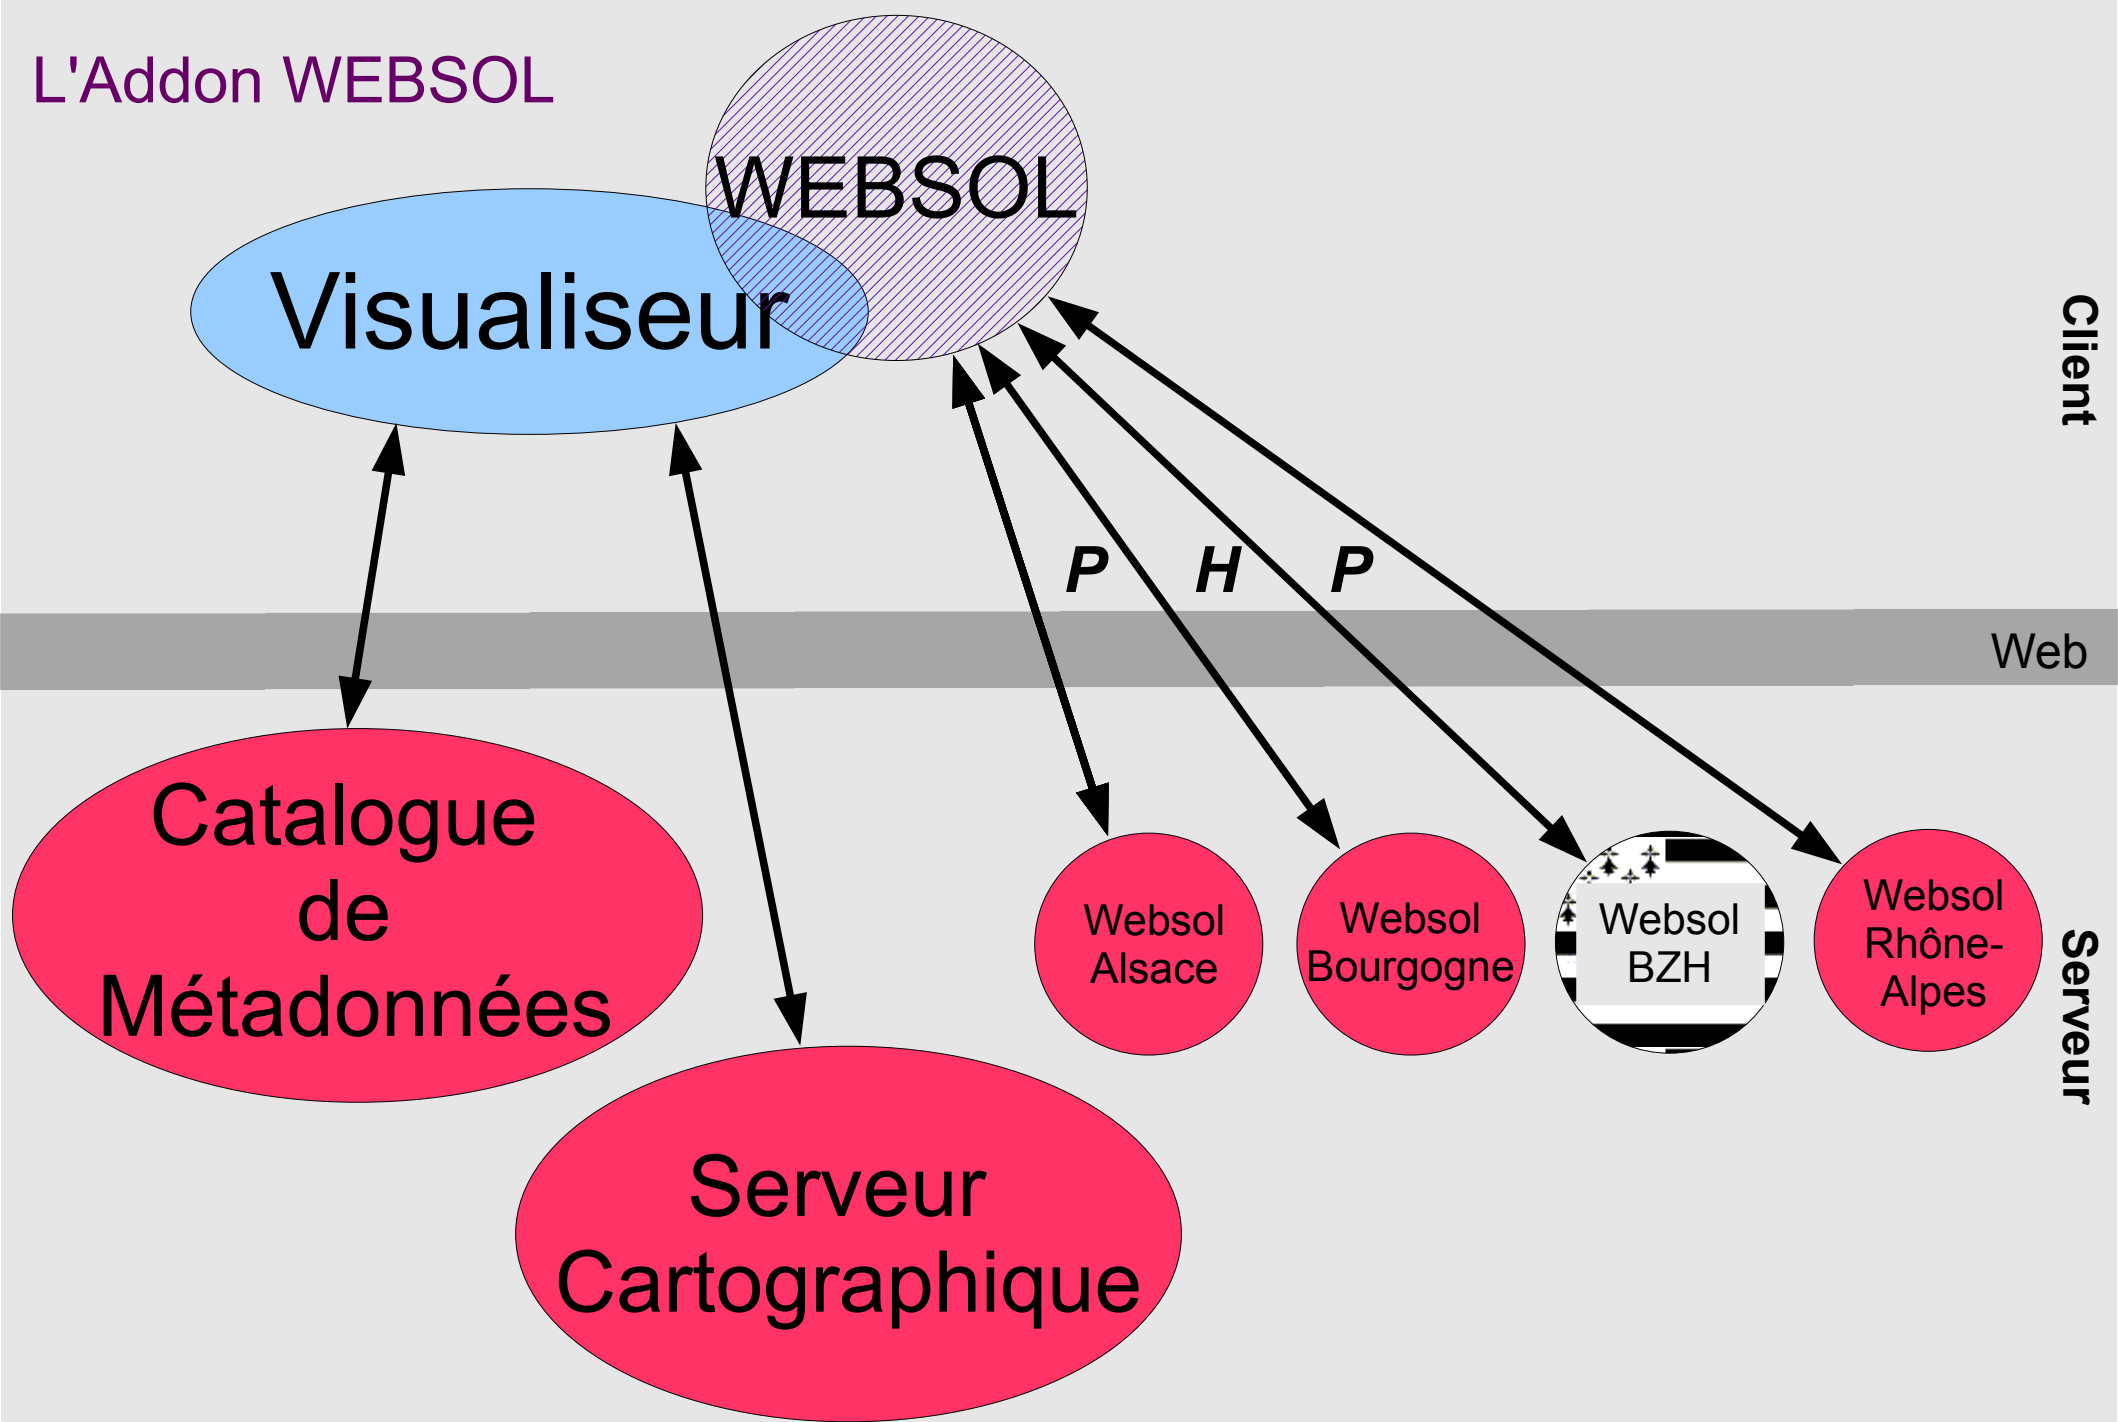 L'Addon WEBSOL
WEBSOL
Visualiseur
Client
P H P
Web
Catalogue
de
Métadonnées
Websol
Alsace
Websol
Bourgogne
Websol
BZH
Websol
Rhône-
Alpes
Serveur
Serveur
Cartographique